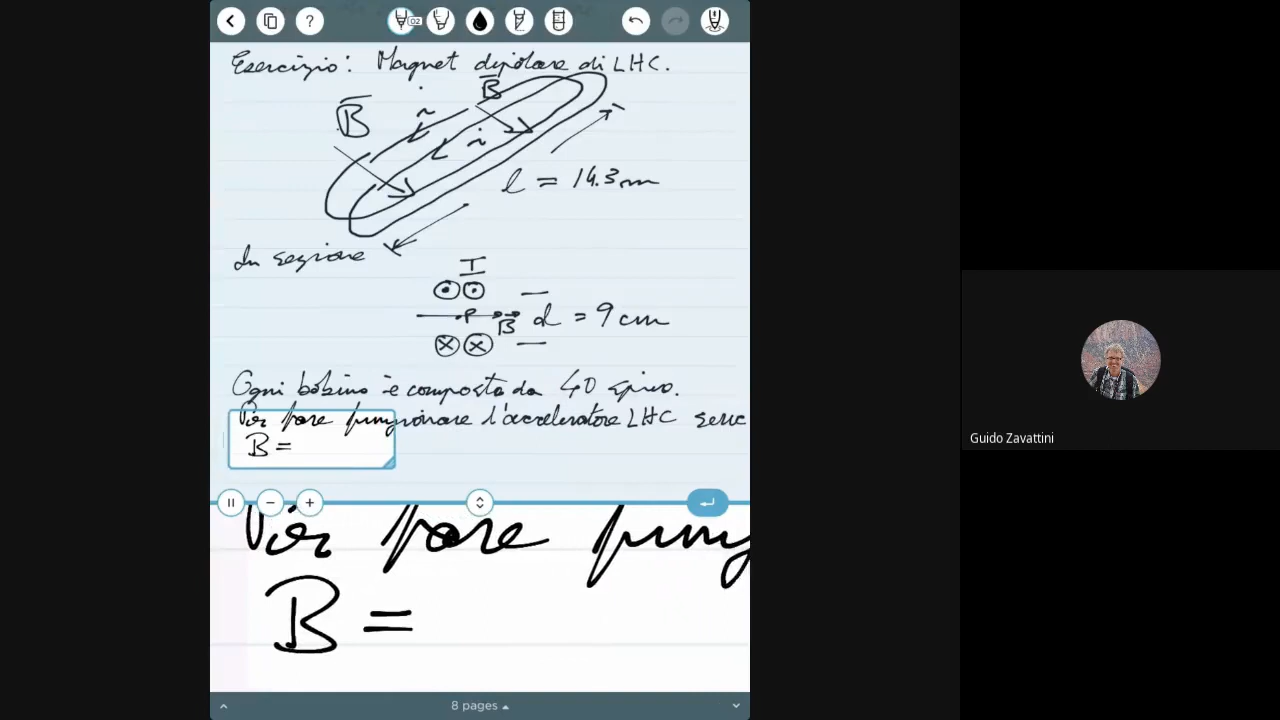 ?
02
Esercizio: Magnet dipolare di LHC.
B
B
i
i
l = 14.3 m
In sezione
I
P
B
d = 9 cm
Ogni bobina è composta da 40 spire.
Per fare funzionare l'acceleratore LHC serve
B =
Per fare funz
B =
8 pages
Guido Zavattini